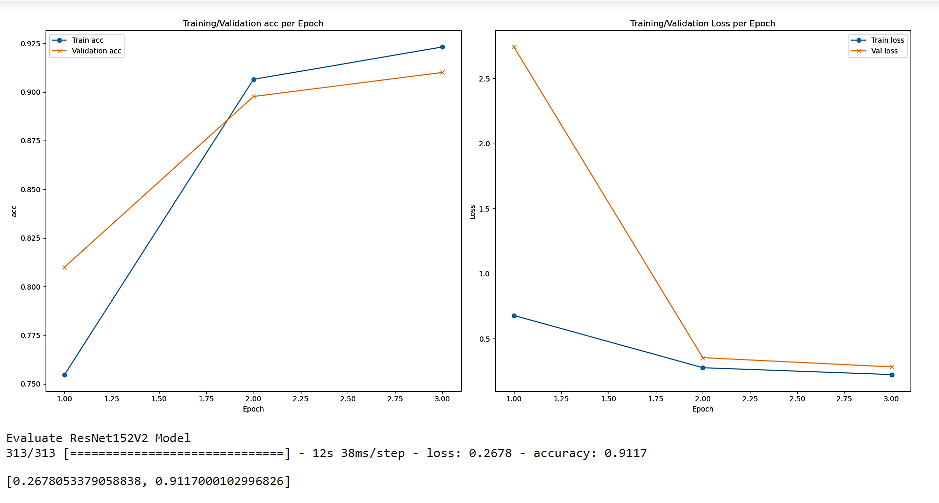 Training/Validation acc per Epoch
Train acc
Validation acc
0.925
0.900
0.875
0.850
0.825
0.800
0.775
0.750
acc
1.00 1.25 1.50 1.75 2.00 2.25 2.50 2.75 3.00
Epoch
Training/Validation Loss per Epoch
Train loss
Val loss
2.5
2.0
1.5
1.0
0.5
Loss
1.00 1.25 1.50 1.75 2.00 2.25 2.50 2.75 3.00
Epoch
Evaluate ResNet152V2 Model
313/313 [==============================] - 12s 38ms/step - loss: 0.2678 - accuracy: 0.9117
[0.2678053379058838, 0.9117000102996826]